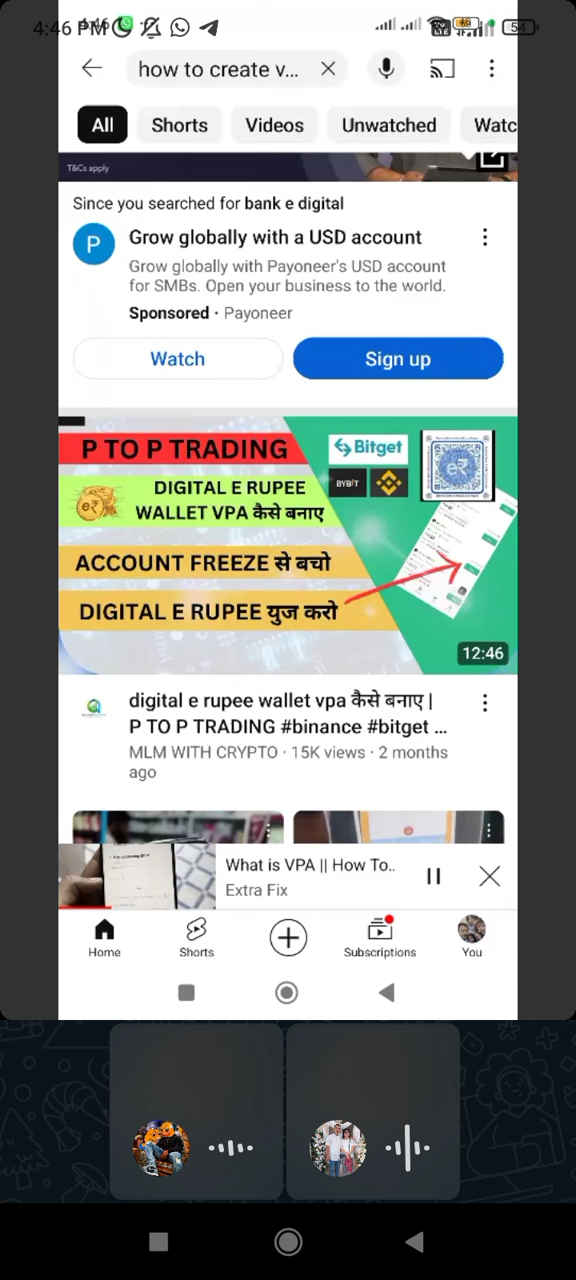 4:46 PM
54
how to create v...
All
Shorts
Videos
Unwatched
Watc
T&Cs apply
Since you searched for bank e digital
P
Grow globally with a USD account
Grow globally with Payoneer's USD account
for SMBs. Open your business to the world.
Sponsored · Payoneer
Watch
Sign up
P TO P TRADING
Bitget
BYBIT
e₹
DIGITAL E RUPEE
WALLET VPA कैसे बनाए
e₹
ACCOUNT FREEZE से बचो
DIGITAL E RUPEE युज करो
12:46
digital e rupee wallet vpa कैसे बनाए |
P TO P TRADING #binance #bitget ...
MLM WITH CRYPTO · 15K views · 2 months
ago
What is VPA || How To..
Extra Fix
Home
Shorts
Subscriptions
You